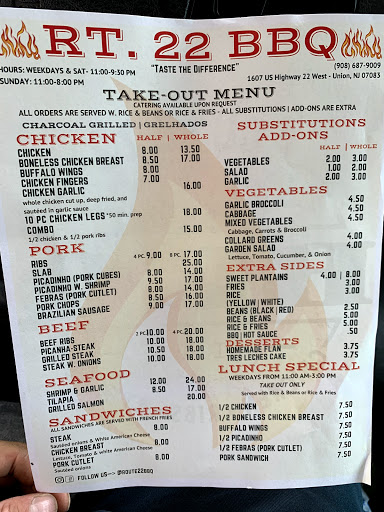 RT. 22 BBQ
HOURS: WEEKDAYS & SAT- 11:00-9:30 PM
SUNDAY: 11:00-8:00 PM
"TASTE THE DIFFERENCE"
(908) 687-9009
1607 US Highway 22 West - Union, NJ 07083
TAKE-OUT MENU
CATERING AVAILABLE UPON REQUEST
ALL ORDERS ARE SERVED W. RICE & BEANS OR RICE & FRIES - ALL SUBSTITUTIONS | ADD-ONS ARE EXTRA
CHARCOAL GRILLED | GRELHADOS
CHICKEN HALF | WHOLE
CHICKEN 8.00 13.50
BONELESS CHICKEN BREAST 8.50 17.00
BUFFALO WINGS 8.00
CHICKEN FINGERS 7.00
CHICKEN GARLIC 16.00
whole chicken cut up, deep fried, and
sautéed in garlic sauce
10 PC CHICKEN LEGS *50 min. prep 18.00
COMBO 15.00
1/2 chicken & 1/2 pork ribs
PORK HALF | WHOLE
RIBS 4 PC. 9.00 8 PC. 17.00
SLAB 25.00
PICADINHO (PORK CUBES) 8.00 14.00
PICADINHO W. SHRIMP 9.50 17.00
FEBRAS (PORK CUTLET) 8.00 14.00
PORK CHOPS 8.50 16.00
BRAZILIAN SAUSAGE 9.00 17.00
BEEF HALF | WHOLE
BEEF RIBS 2 PC. 10.00 4 PC. 20.00
PICANHA-STEAK 10.50 18.00
GRILLED STEAK 10.50 18.00
STEAK W. ONIONS 10.50 18.00
SEAFOOD HALF | WHOLE
SHRIMP & GARLIC 12.00 24.00
TILAPIA 8.50 17.00
GRILLED SALMON 20.00
SANDWICHES
ALL SANDWICHES ARE SERVED WITH FRENCH FRIES
STEAK 8.00
Sautéed onions & white American Cheese
CHICKEN BREAST 8.00
Lettuce, Tomato & white American Cheese
PORK CUTLET 8.00
Sautéed onions
FOLLOW US--> @ROUTE22BBQ
SUBSTITUTIONS
ADD-ONS
HALF | WHOLE
VEGETABLES 2.00 3.00
SALAD 1.00 2.00
GARLIC 2.00 3.00
VEGETABLES
GARLIC BROCCOLI 4.50
CABBAGE 4.50
MIXED VEGETABLES 4.50
Cabbage, Carrots & Broccoli
COLLARD GREENS 4.00
GARDEN SALAD 4.00
Lettuce, Tomato, Cucumber, & Onion
EXTRA SIDES
SWEET PLANTAINS 4.00 | 8.00
FRIES 3.00
RICE 3.00
(YELLOW | WHITE)
BEANS (BLACK | RED) 2.50
RICE & BEANS 5.00
RICE & FRIES 5.00
BBQ | HOT SAUCE .50
DESSERTS
HOMEMADE FLAN 3.75
TRES LECHES CAKE 3.75
LUNCH SPECIAL
WEEKDAYS FROM 11:00 AM-3:00 PM
TAKE OUT ONLY
Served with Rice & Beans or Rice & Fries
1/2 CHICKEN 7.50
1/2 BONELESS CHICKEN BREAST 7.50
BUFFALO WINGS 7.50
1/2 PICADINHO 7.50
1/2 FEBRAS (PORK CUTLET) 7.50
PORK SANDWICH 7.50